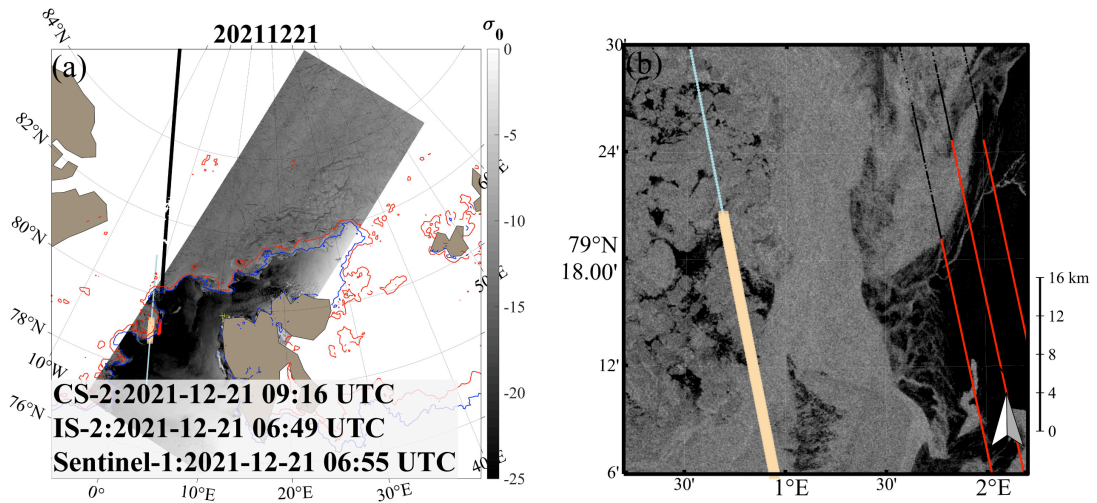 20211221
σ0
(a)
84°N
82°N
80°N
78°N
76°N
10°W
0°
10°E
20°E
30°E
40°E
50°E
60°E
0
-5
-10
-15
-20
-25
CS-2:2021-12-21 09:16 UTC
IS-2:2021-12-21 06:49 UTC
Sentinel-1:2021-12-21 06:55 UTC
(b)
30'
24'
79°N
18.00'
12'
6'
30'
1°E
30'
2°E
16 km
12
8
4
0